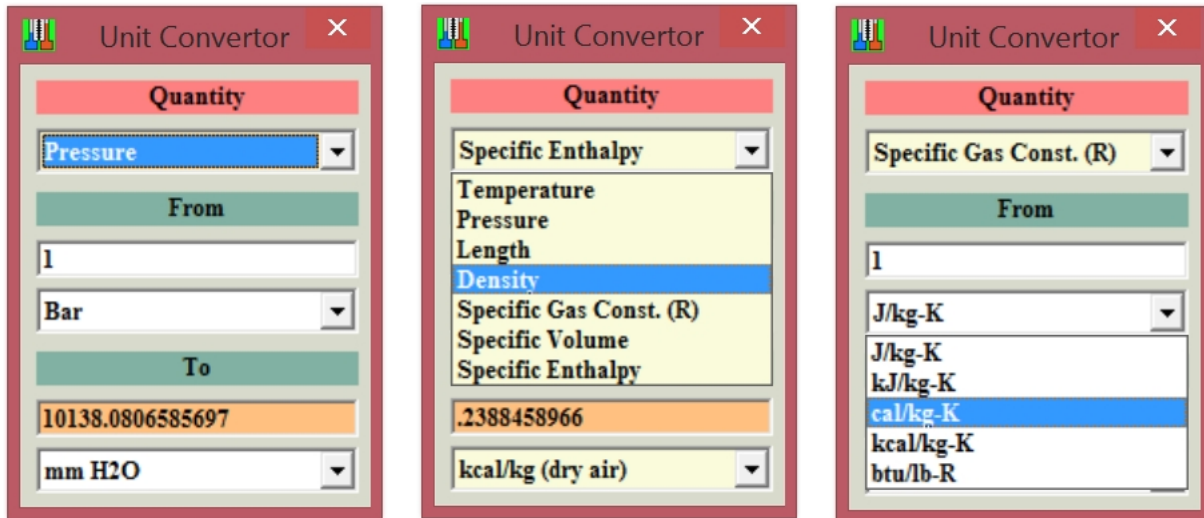 Unit Convertor
Quantity
Pressure
From
1
Bar
To
10138.0806585697
mm H2O
Unit Convertor
Quantity
Specific Enthalpy
Temperature
Pressure
Length
Density
Specific Gas Const. (R)
Specific Volume
Specific Enthalpy
.2388458966
kcal/kg (dry air)
Unit Convertor
Quantity
Specific Gas Const. (R)
From
1
J/kg-K
J/kg-K
kJ/kg-K
cal/kg-K
kcal/kg-K
btu/lb-R